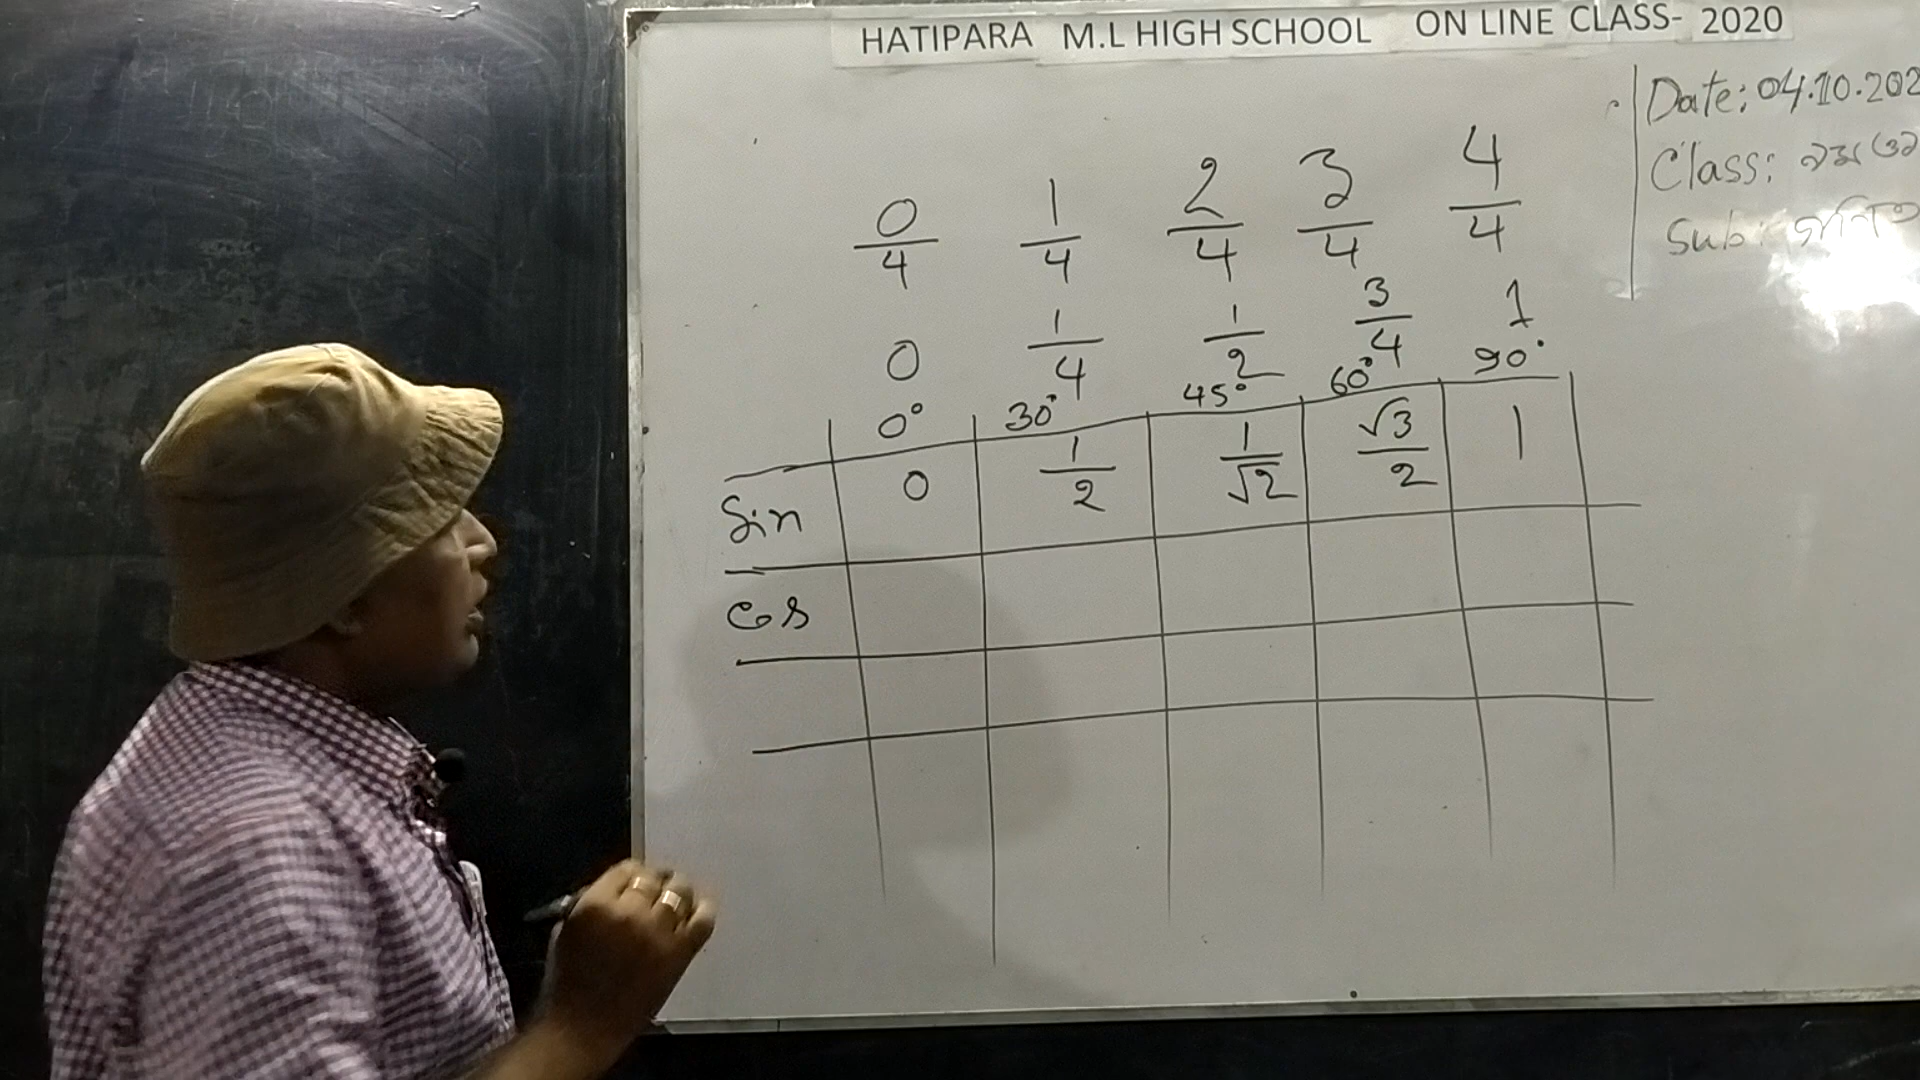 HATIPARA M.L HIGH SCHOOL ON LINE CLASS- 2020
Date: 04.10.202
Class: ৯ম ও
Sub: গণিত
0/4 1/4 2/4 3/4 4/4
0 1/4 1/2 3/4 1
0° 30° 45° 60° 90°
Sin 0 1/2 1/√2 √3/2 1
Cos